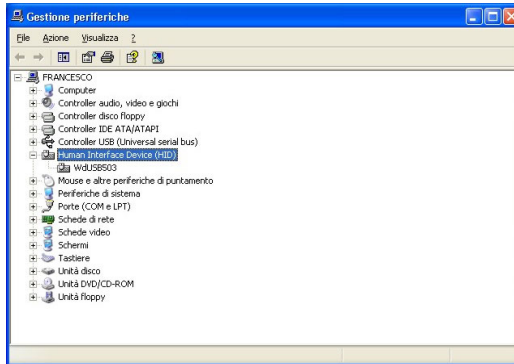 Gestione periferiche
File Azione Visualizza ?
FRANCESCO
Computer
Controller audio, video e giochi
Controller disco floppy
Controller IDE ATA/ATAPI
Controller USB (Universal serial bus)
Human Interface Device (HID)
WdUSB503
Mouse e altre periferiche di puntamento
Periferiche di sistema
Porte (COM e LPT)
Schede di rete
Schede video
Schermi
Tastiere
Unità disco
Unità DVD/CD-ROM
Unità floppy